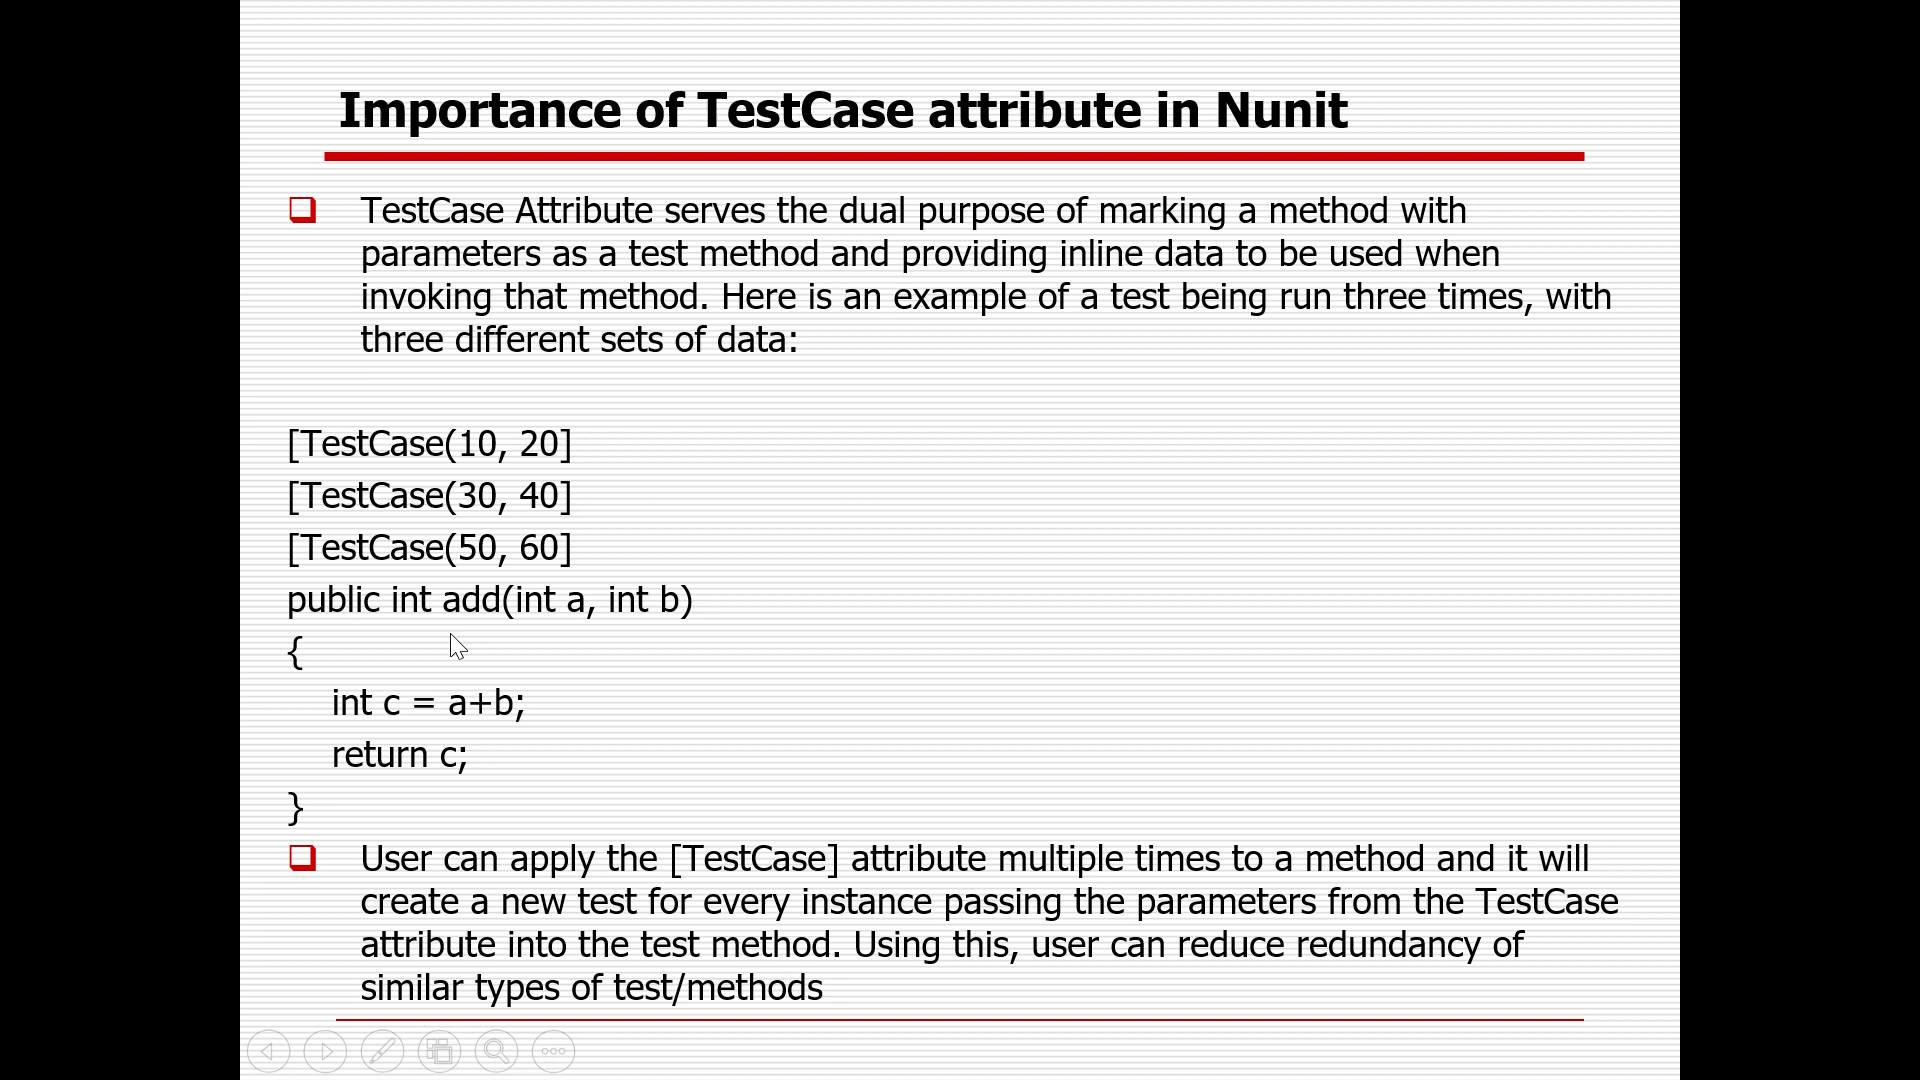 Importance of TestCase attribute in Nunit
TestCase Attribute serves the dual purpose of marking a method with
parameters as a test method and providing inline data to be used when
invoking that method. Here is an example of a test being run three times, with
three different sets of data:
[TestCase(10, 20]
[TestCase(30, 40]
[TestCase(50, 60]
public int add(int a, int b)
{
int c = a+b;
return c;
}
User can apply the [TestCase] attribute multiple times to a method and it will
create a new test for every instance passing the parameters from the TestCase
attribute into the test method. Using this, user can reduce redundancy of
similar types of test/methods